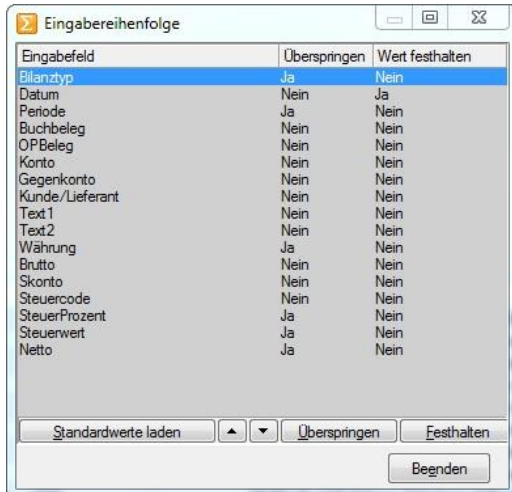 Eingabereihenfolge
Eingabefeld Überspringen Wert festhalten
Bilanztyp Ja Nein
Datum Nein Ja
Periode Ja Nein
Buchbeleg Nein Nein
OPBeleg Nein Nein
Konto Nein Nein
Gegenkonto Nein Nein
Kunde/Lieferant Nein Nein
Text1 Nein Nein
Text2 Nein Nein
Währung Ja Nein
Brutto Nein Nein
Skonto Nein Nein
Steuercode Nein Nein
SteuerProzent Ja Nein
Steuerwert Ja Nein
Netto Ja Nein
Standardwerte laden Überspringen Festhalten
Beenden